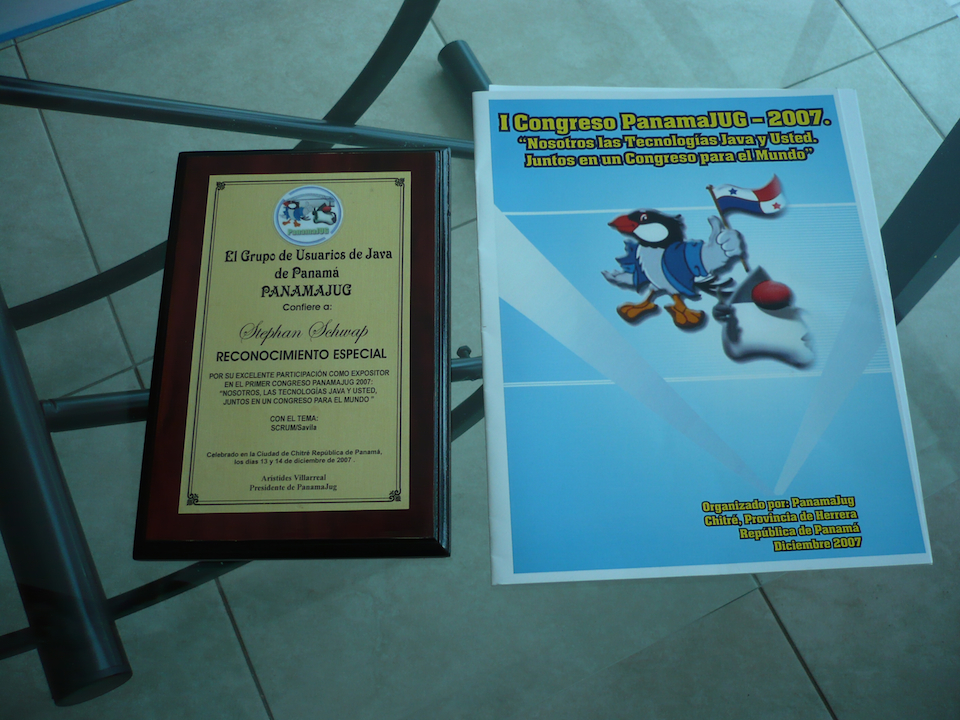 PanamaJUG
El Grupo de Usuarios de Java
de Panamá
PANAMAJUG
Confiere a:
Stephan Schwap
RECONOCIMIENTO ESPECIAL
POR SU EXCELENTE PARTICIPACIÓN COMO EXPOSITOR
EN EL PRIMER CONGRESO PANAMAJUG 2007:
"NOSOTROS, LAS TECNOLOGÍAS JAVA Y USTED,
JUNTOS EN UN CONGRESO PARA EL MUNDO "
CON EL TEMA:
SCRUM/Savila
Celebrado en la Ciudad de Chitré República de Panamá,
los días 13 y 14 de diciembre de 2007 .
Arístides Villarreal
Presidente de PanamaJug
I Congreso PanamaJUG - 2007.
"Nosotros las Tecnologías Java y Usted.
Juntos en un Congreso para el Mundo"
Organizado por: PanamaJug
Chitré, Provincia de Herrera
República de Panamá
Diciembre 2007